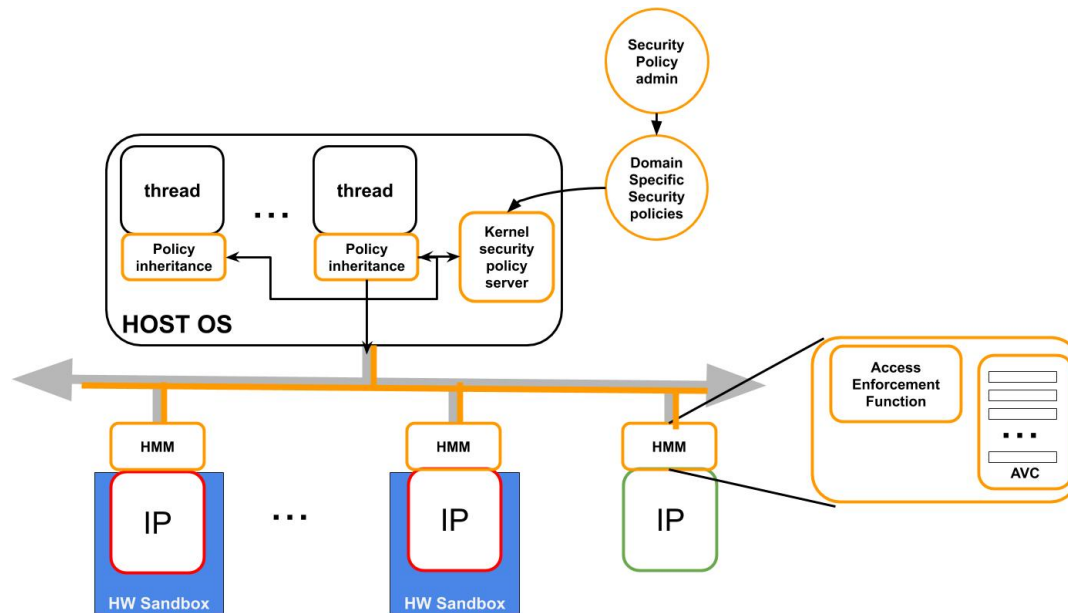 Security
Policy
admin
Domain
Specific
Security
policies
thread
...
thread
Policy
inheritance
Policy
inheritance
Kernel
security
policy
server
HOST OS
HMM
HMM
HMM
IP
...
IP
IP
HW Sandbox
HW Sandbox
Access
Enforcement
Function
...
AVC